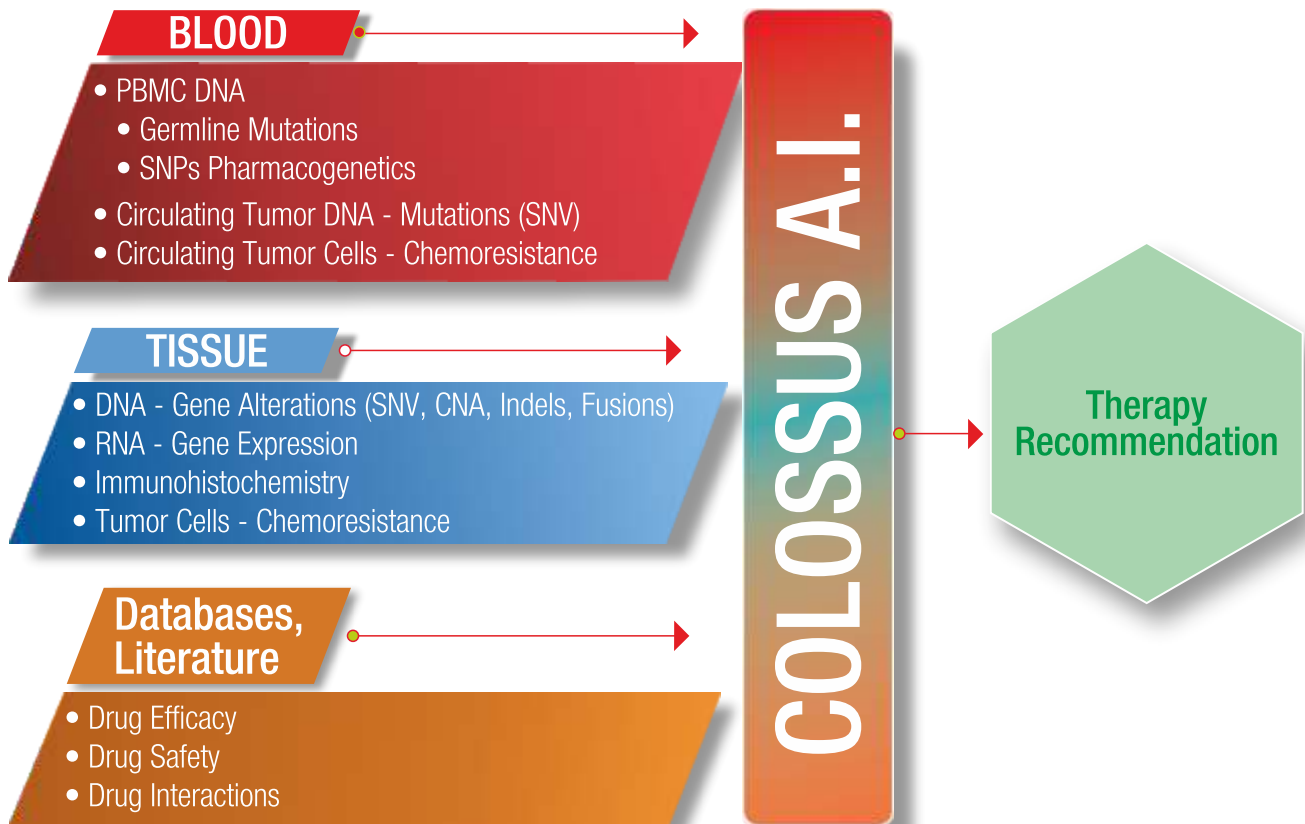 BLOOD
• PBMC DNA
• Germline Mutations
• SNPs Pharmacogenetics
• Circulating Tumor DNA - Mutations (SNV)
• Circulating Tumor Cells - Chemoresistance
TISSUE
• DNA - Gene Alterations (SNV, CNA, Indels, Fusions)
• RNA - Gene Expression
• Immunohistochemistry
• Tumor Cells - Chemoresistance
Databases,
Literature
• Drug Efficacy
• Drug Safety
• Drug Interactions
COLOSSUS A.I.
Therapy
Recommendation